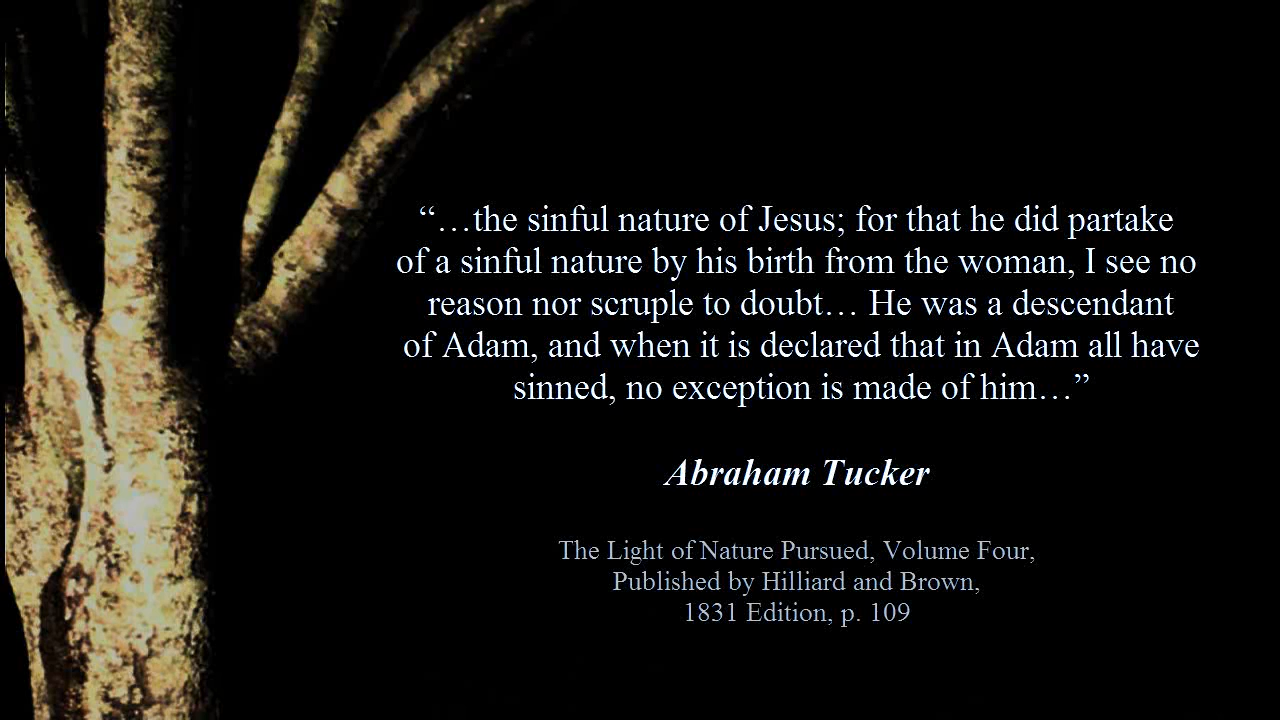 “…the sinful nature of Jesus; for that he did partake
of a sinful nature by his birth from the woman, I see no
reason nor scruple to doubt… He was a descendant
of Adam, and when it is declared that in Adam all have
sinned, no exception is made of him…”
Abraham Tucker
The Light of Nature Pursued, Volume Four,
Published by Hilliard and Brown,
1831 Edition, p. 109